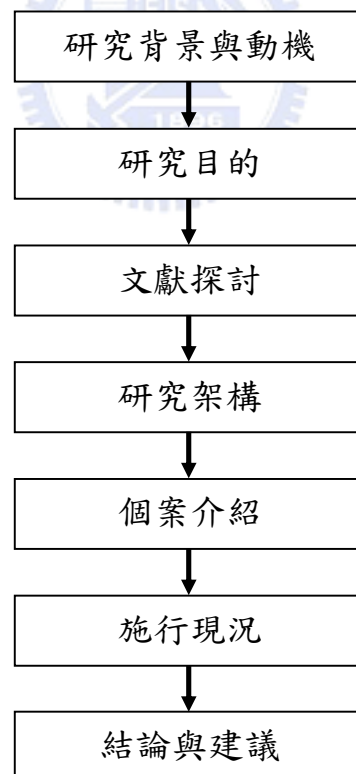 研究背景與動機
1896
研究目的
文獻探討
研究架構
個案介紹
施行現況
結論與建議